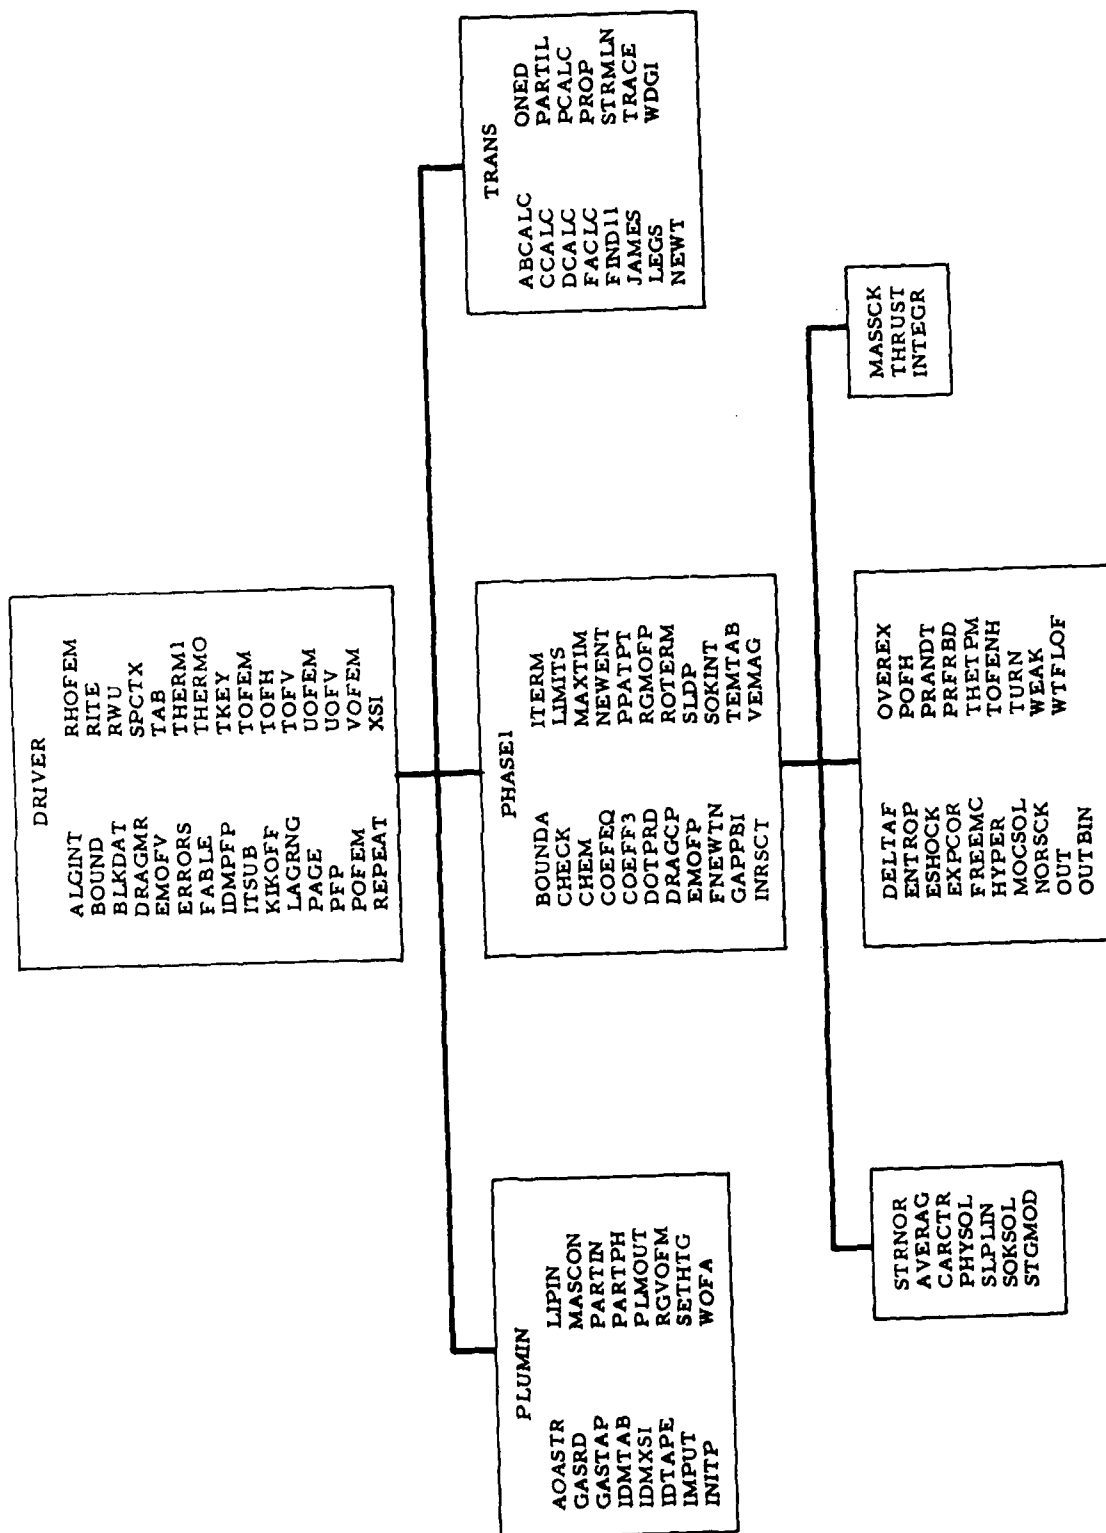 DRIVER
ALGINT
BOUND
BLKDAT
DRAGMR
EMOFV
ERRORS
FABLE
IDMPFP
ITSUB
KIKOFF
LAGRNG
PAGE
PFP
POFEM
REPEAT
RHOFEM
RITE
RWU
SPCTX
TAB
THERM1
THERMO
TKEY
TOFEM
TOFH
TOFV
UOFEM
UOFV
VOFEM
XSI
PLUMIN
AOASTR
GASRD
GASTAP
IDMTAB
IDMXSI
IDTAPE
IMPUT
INITP
LIPIN
MASCON
PARTIN
PARTPH
PLMOUT
RGVOFM
SETHTG
WOFA
PHASE1
BOUNDA
CHECK
CHEM
COEFEQ
COEFF3
DOTPRD
DRAGCP
EMOFP
FNEWTN
GAPPBI
INRSCT
ITERM
LIMITS
MAXTIM
NEWENT
PPATPT
RGMOFP
ROTERM
SLDP
SOKINT
TEMTAB
VEMAG
TRANS
ABCALC
CCALC
DCALC
FACLC
FIND11
JAMES
LEGS
NEWT
ONED
PARTIL
PCALC
PROP
STRMLN
TRACE
WDGI
STRNOR
AVERAG
CARCTR
PHYSOL
SLPLIN
SOKSOL
STGMOD
DELTAF
ENTROP
ESHOCK
EXPCOR
FREEMC
HYPER
MOCSOL
NORSCK
OUT
OUTBIN
OVEREX
POFH
PRANDT
PRFRBD
THETPM
TOFENH
TURN
WEAK
WTFLOF
MASSCK
THRUST
INTEGR